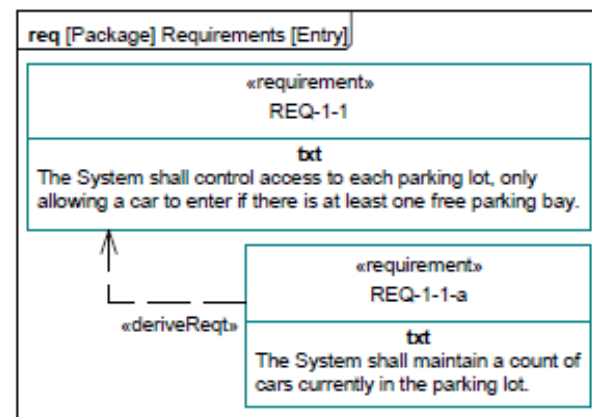 req [Package] Requirements [Entry]
«requirement»
REQ-1-1
txt
The System shall control access to each parking lot, only
allowing a car to enter if there is at least one free parking bay.
«requirement»
REQ-1-1-a
«deriveReqt»
txt
The System shall maintain a count of
cars currently in the parking lot.